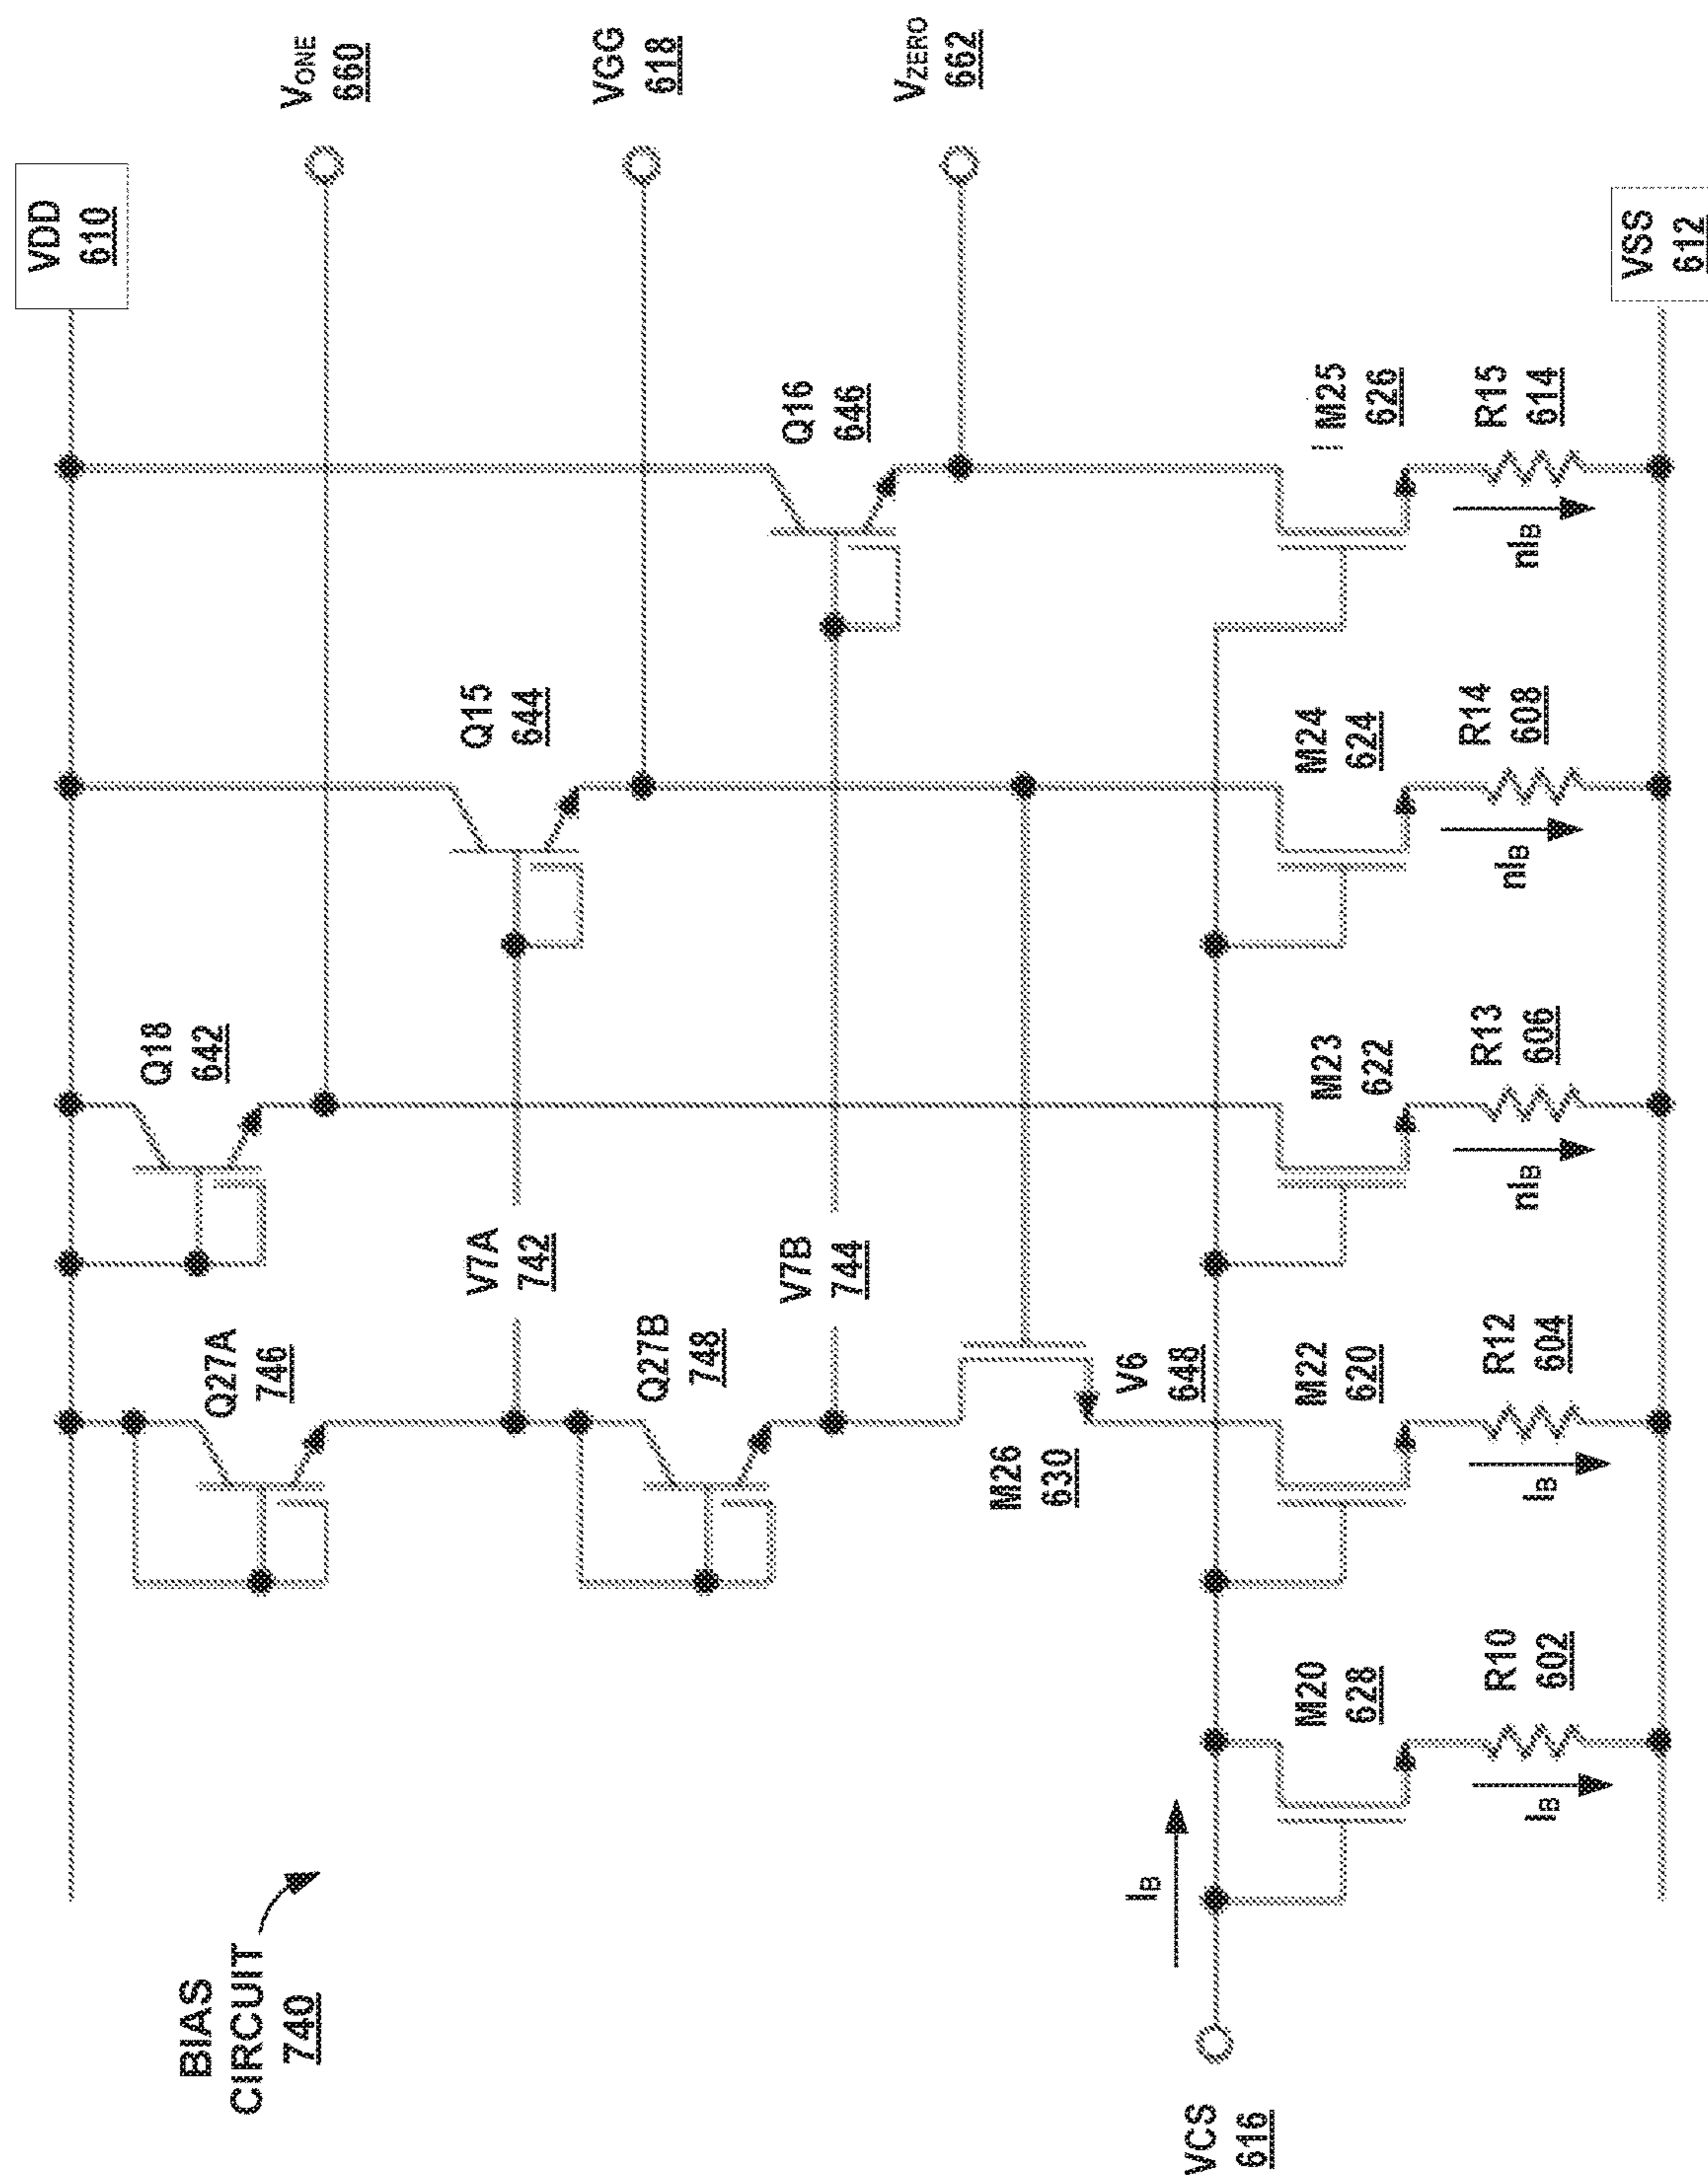 BIAS
CIRCUIT
740
VDD
610
VONE
660
VGG
618
VZERO
662
Q27A
746
Q18
642
V7A
742
Q15
644
Q27B
748
V7B
744
Q16
646
M26
630
V6
648
VCS
616
IB
M20
628
M22
620
M23
622
M24
624
M25
626
IB
R10
602
IB
R12
604
nIB
R13
606
nIB
R14
608
nIB
R15
614
VSS
612